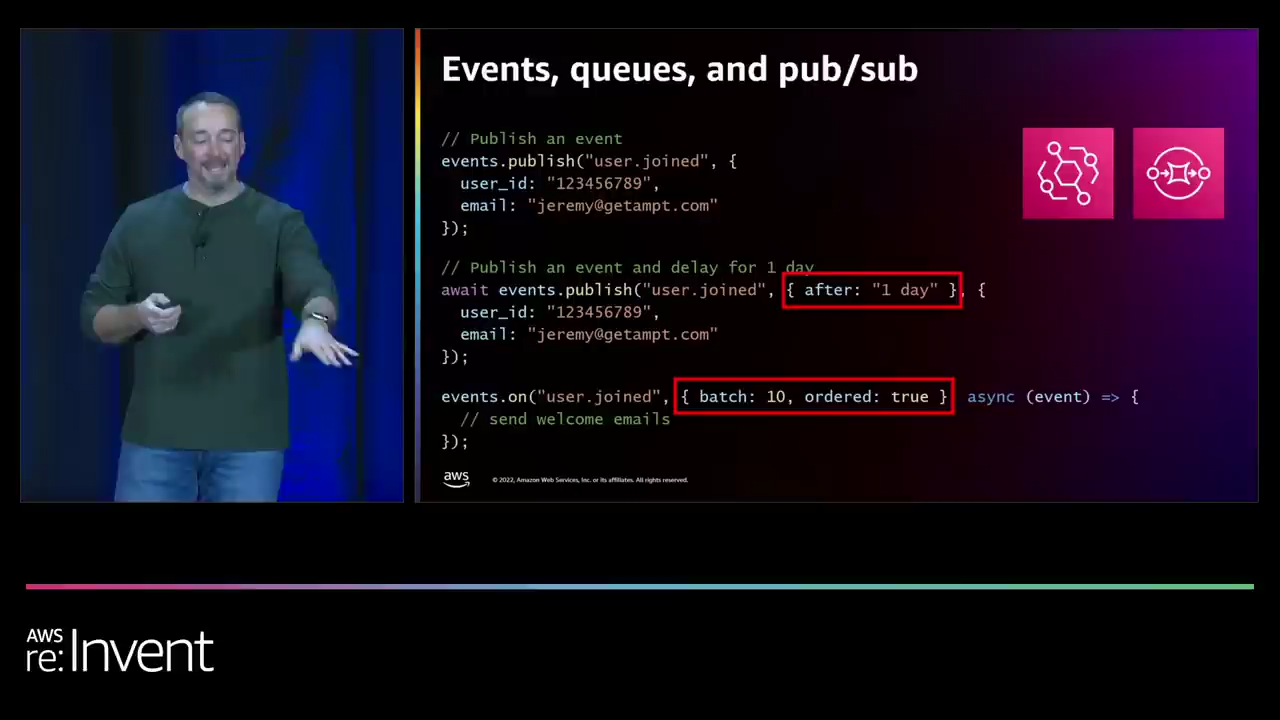 Events, queues, and pub/sub
// Publish an event
events.publish("user.joined", {
user_id: "123456789",
email: "jeremy@getampt.com"
});
// Publish an event and delay for 1 day
await events.publish("user.joined", { after: "1 day" }, {
user_id: "123456789",
email: "jeremy@getampt.com"
});
events.on("user.joined", { batch: 10, ordered: true } async (event) => {
// send welcome emails
});
aws
© 2022, Amazon Web Services, Inc. or its affiliates. All rights reserved.
AWS
re:Invent